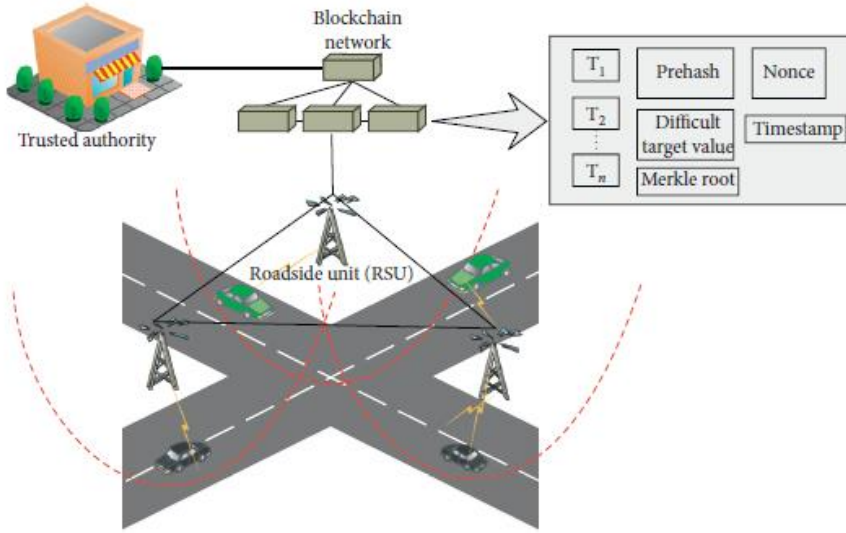 Blockchain
network
Trusted authority
T1
Prehash
Nonce
T2
Difficult
target value
Timestamp
Tn
Merkle root
Roadside unit (RSU)